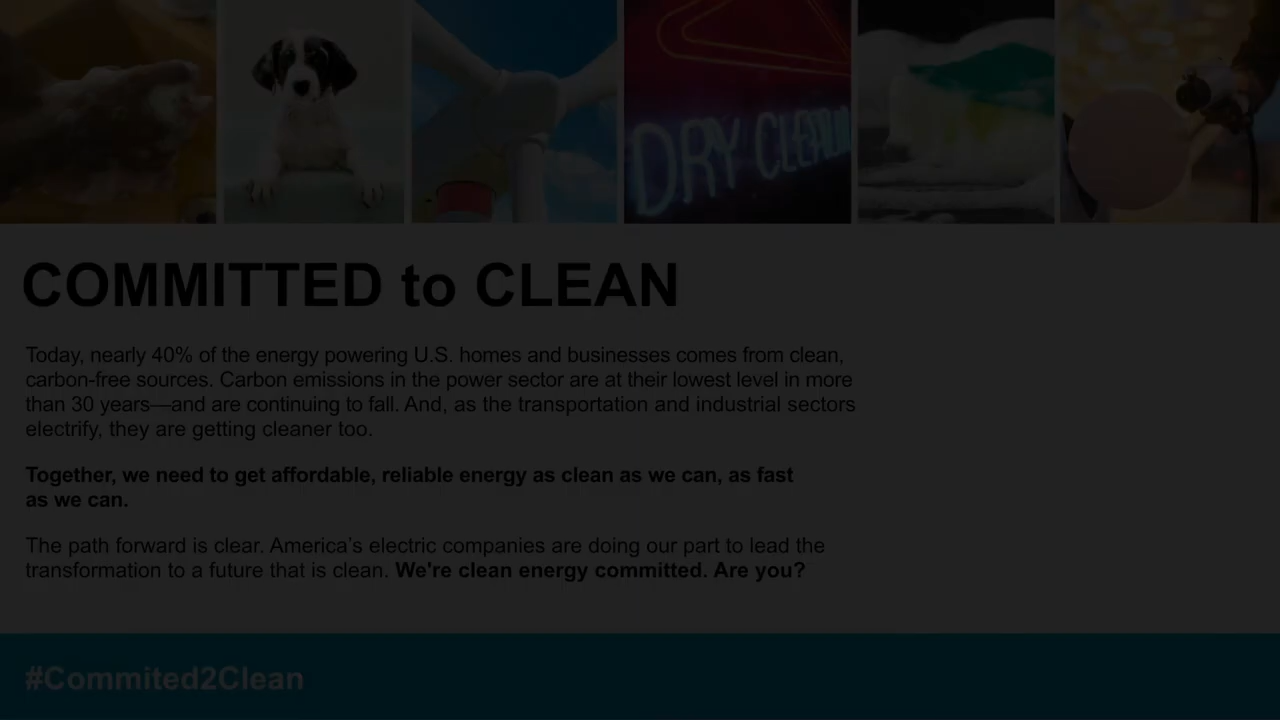 DRY CLEANI
COMMITTED to CLEAN
Today, nearly 40% of the energy powering U.S. homes and businesses comes from clean,
carbon-free sources. Carbon emissions in the power sector are at their lowest level in more
than 30 years—and are continuing to fall. And, as the transportation and industrial sectors
electrify, they are getting cleaner too.
Together, we need to get affordable, reliable energy as clean as we can, as fast
as we can.
The path forward is clear. America’s electric companies are doing our part to lead the
transformation to a future that is clean. We're clean energy committed. Are you?
#Commited2Clean